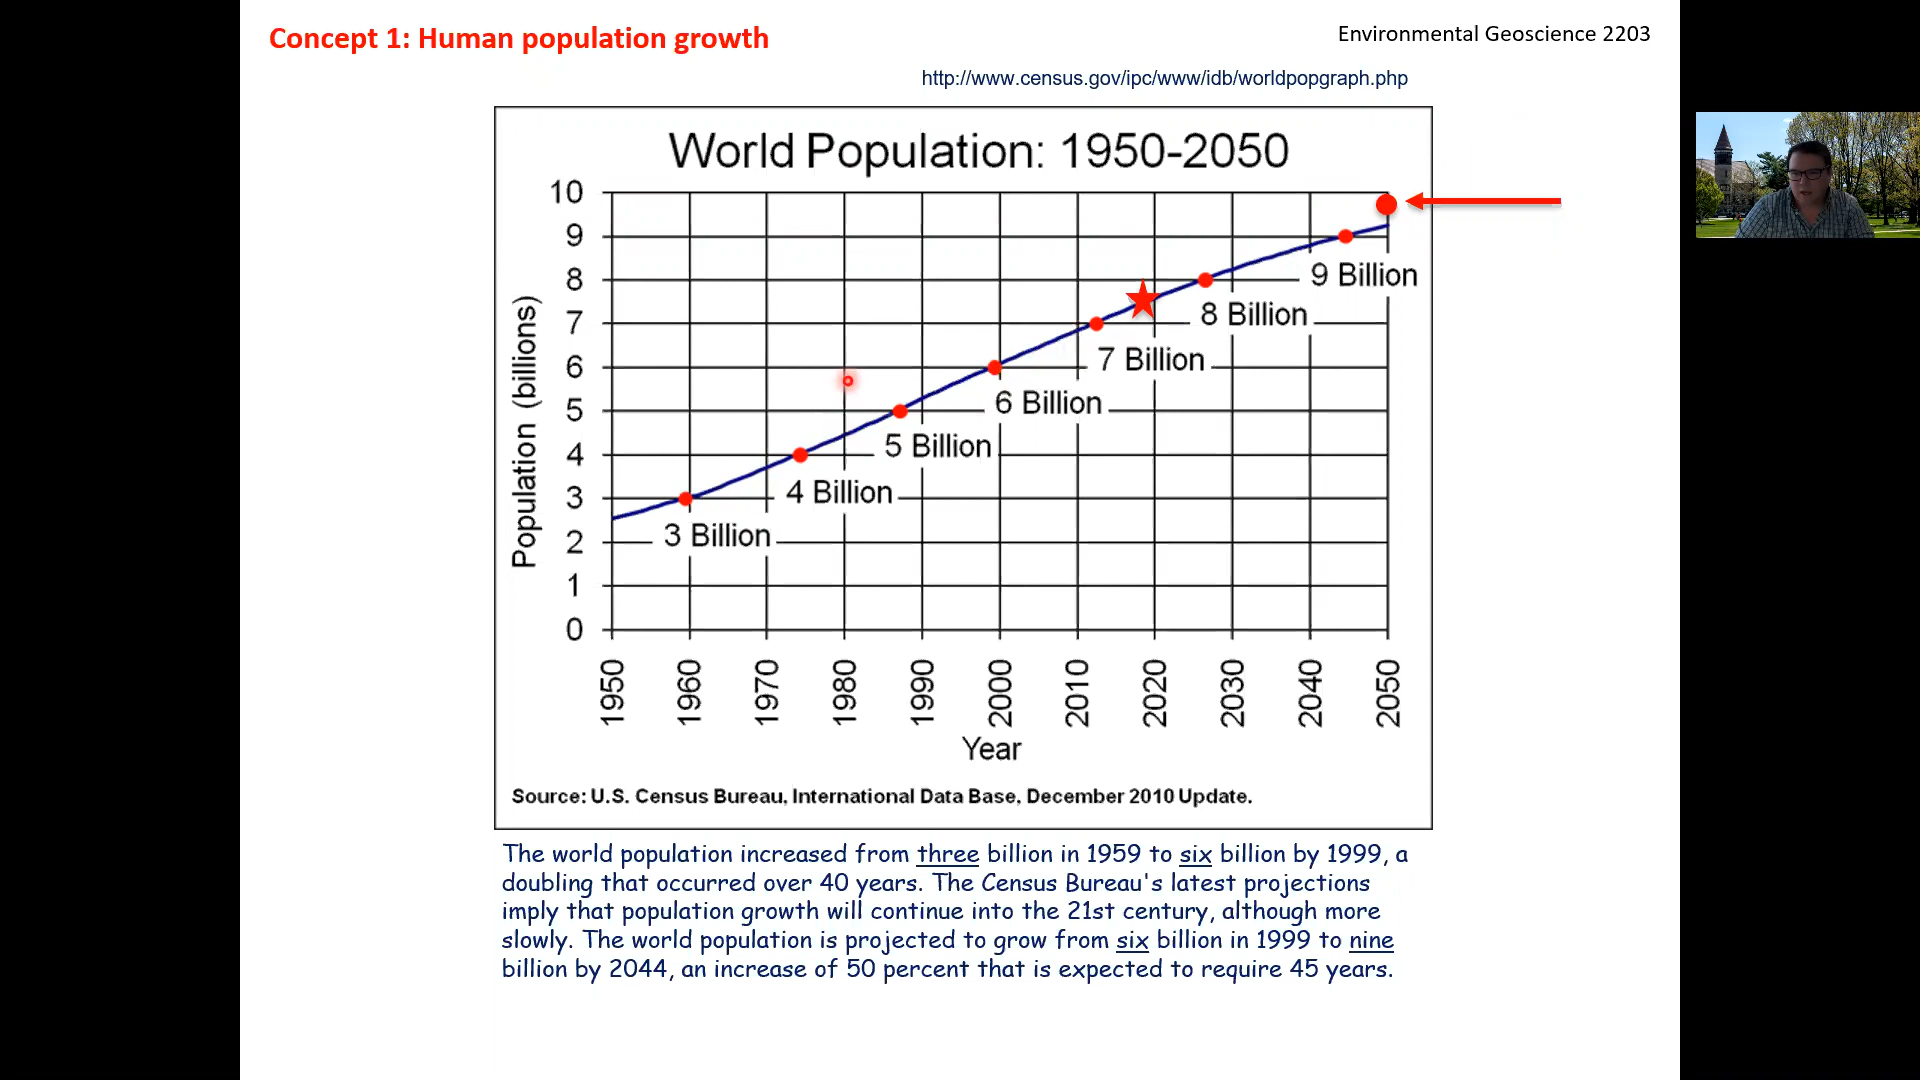 Concept 1: Human population growth
Environmental Geoscience 2203
http://www.census.gov/ipc/www/idb/worldpopgraph.php
World Population: 1950-2050
Population (billions)
10
9
8
7
6
5
4
3
2
1
0
9 Billion
8 Billion
7 Billion
6 Billion
5 Billion
4 Billion
3 Billion
1950
1960
1970
1980
1990
2000
2010
2020
2030
2040
2050
Year
Source: U.S. Census Bureau, International Data Base, December 2010 Update.
The world population increased from three billion in 1959 to six billion by 1999, a
doubling that occurred over 40 years. The Census Bureau's latest projections
imply that population growth will continue into the 21st century, although more
slowly. The world population is projected to grow from six billion in 1999 to nine
billion by 2044, an increase of 50 percent that is expected to require 45 years.